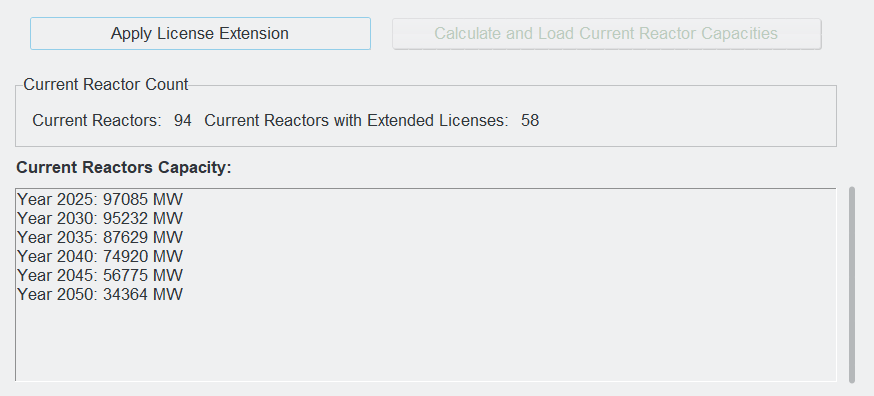 Apply License Extension
Calculate and Load Current Reactor Capacities
Current Reactor Count
Current Reactors: 94 Current Reactors with Extended Licenses: 58
Current Reactors Capacity:
Year 2025: 97085 MW
Year 2030: 95232 MW
Year 2035: 87629 MW
Year 2040: 74920 MW
Year 2045: 56775 MW
Year 2050: 34364 MW